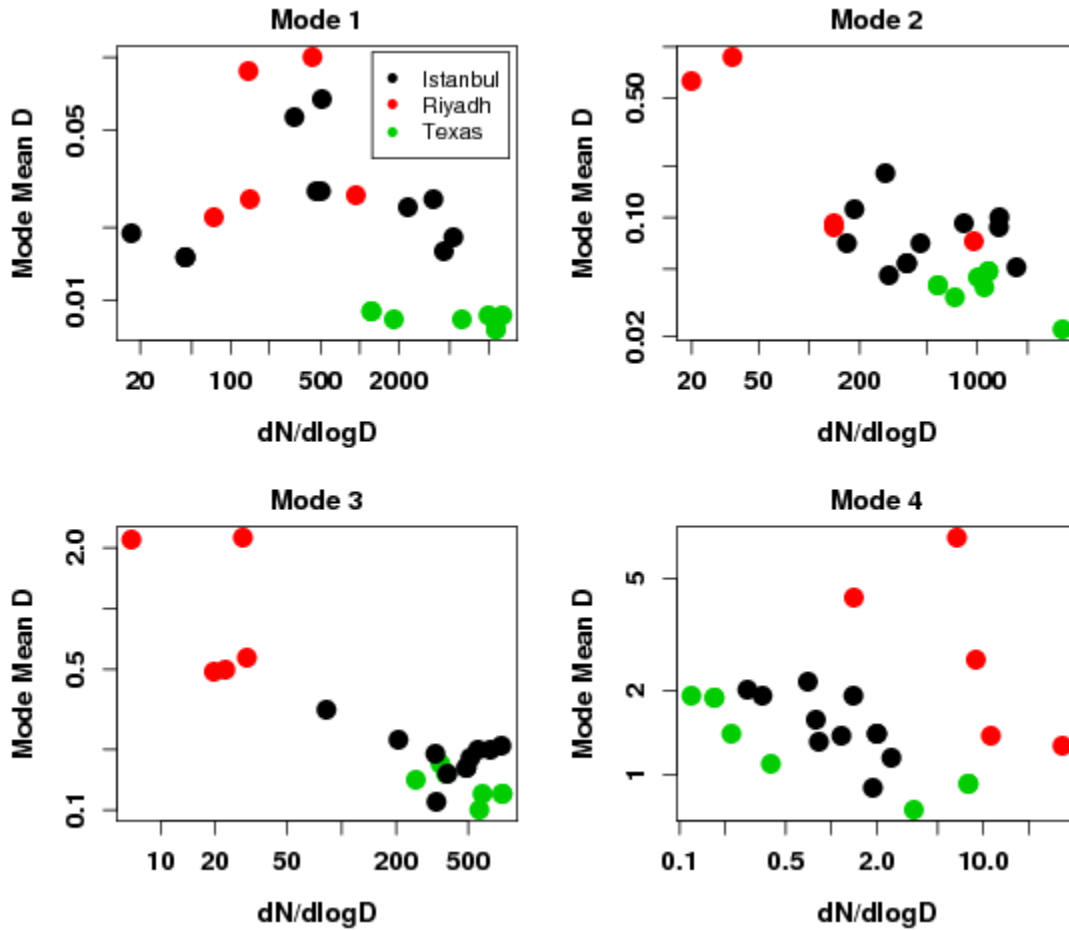 Mode 1
Mode Mean D
0.05
0.01
Istanbul
Riyadh
Texas
20 100 500 2000
dN/dlogD
Mode 2
Mode Mean D
0.50
0.10
0.02
20 50 200 1000
dN/dlogD
Mode 3
Mode Mean D
2.0
0.5
0.1
10 20 50 200 500
dN/dlogD
Mode 4
Mode Mean D
5
2
1
0.1 0.5 2.0 10.0
dN/dlogD